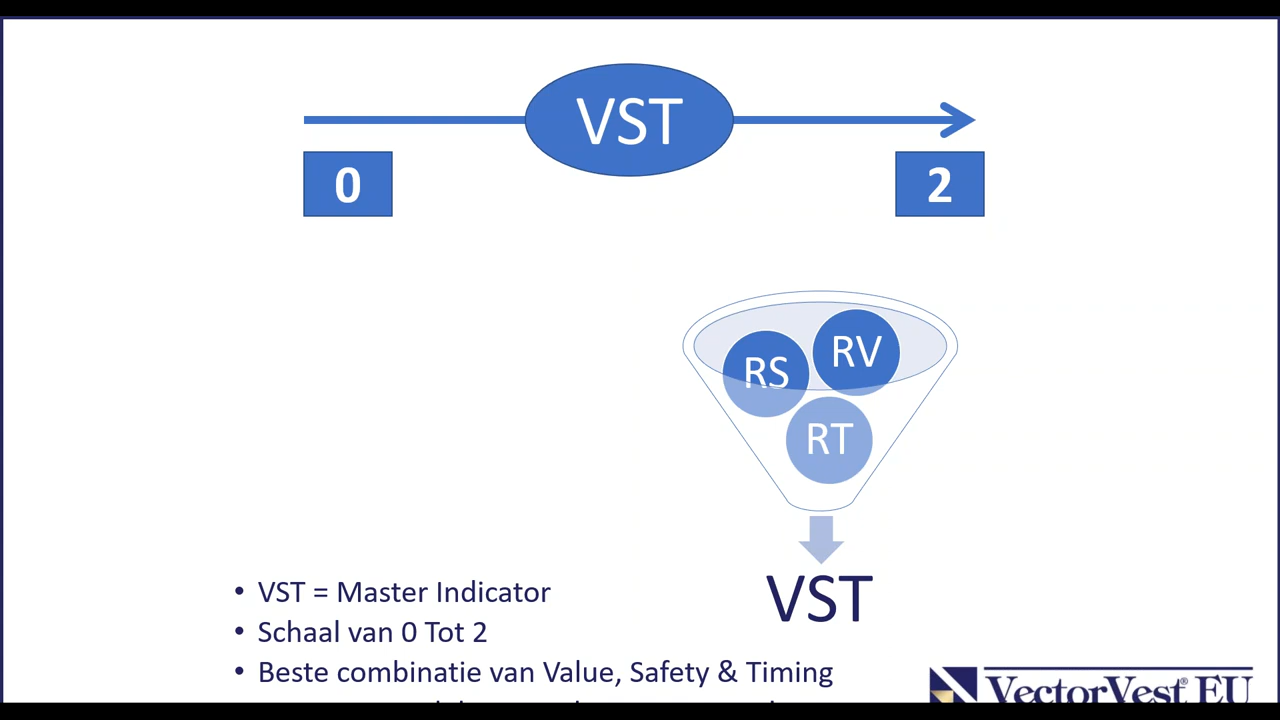 VST
0
2
RS
RV
RT
VST
• VST = Master Indicator
• Schaal van 0 Tot 2
• Beste combinatie van Value, Safety & Timing
VectorVest® EU